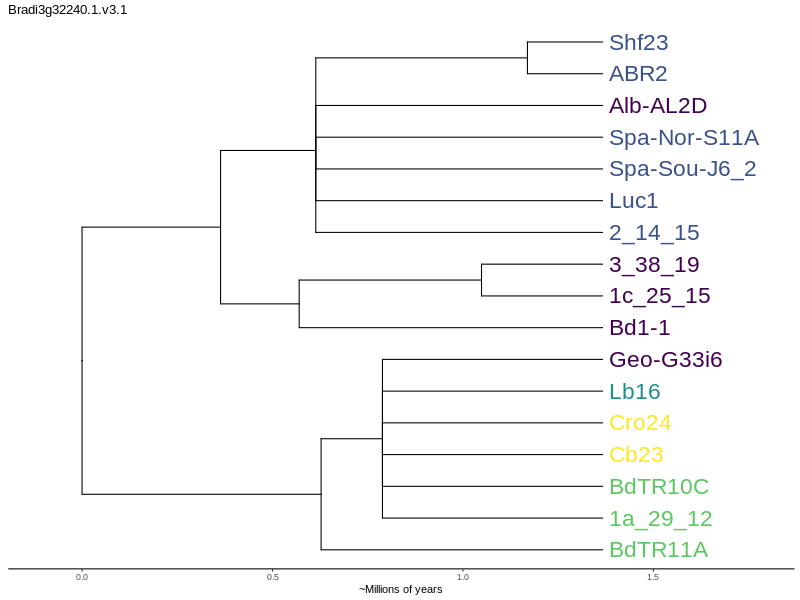 Bradi3g32240.1.v3.1
Shf23
ABR2
Alb-AL2D
Spa-Nor-S11A
Spa-Sou-J6_2
Luc1
2_14_15
3_38_19
1c_25_15
Bd1-1
Geo-G33i6
Lb16
Cro24
Cb23
BdTR10C
1a_29_12
BdTR11A
0.0 0.5 1.0 1.5
~Millions of years